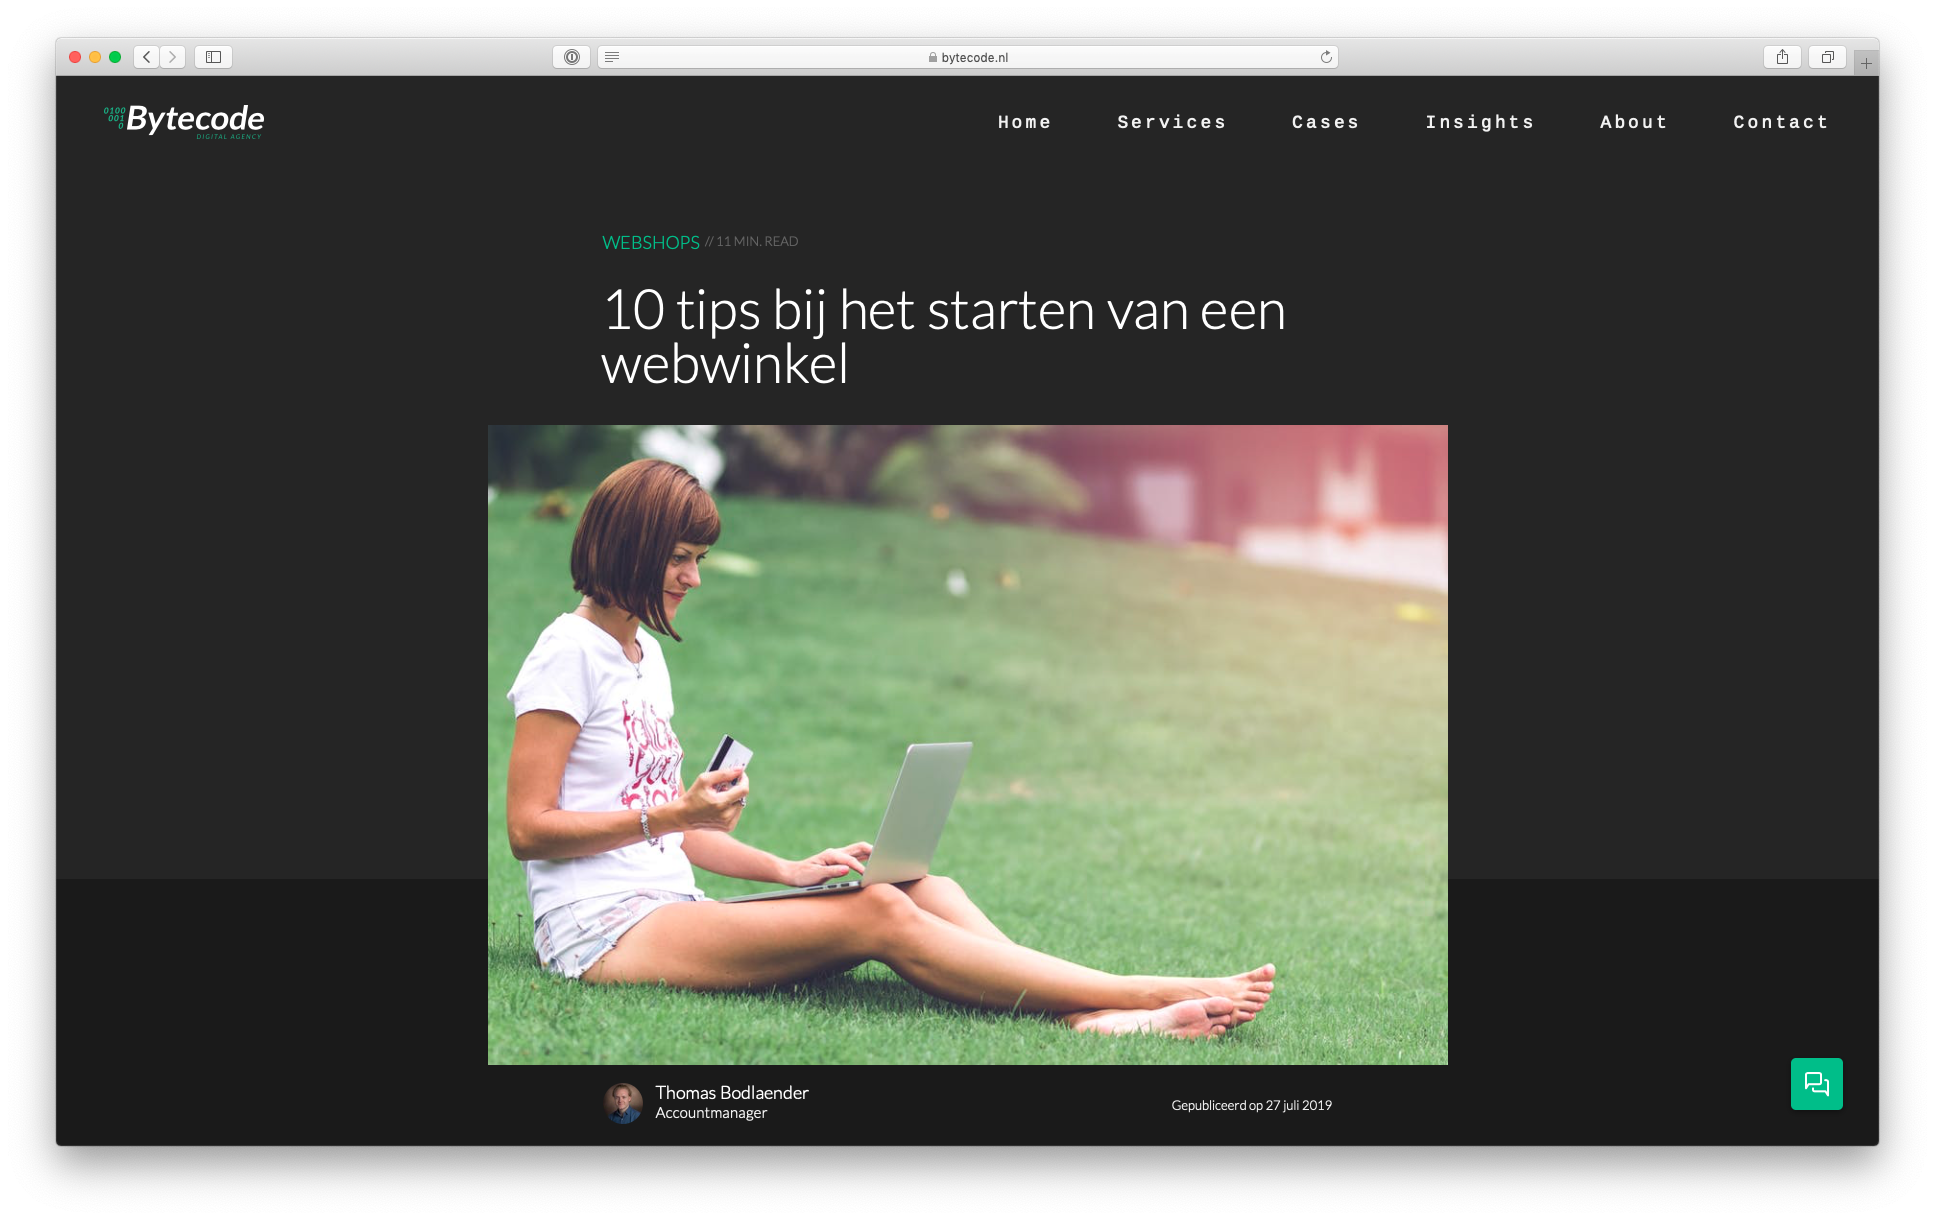 bytecode.nl
0100
001
0
Bytecode
DIGITAL AGENCY
Home Services Cases Insights About Contact
WEBSHOPS // 11 MIN. READ
10 tips bij het starten van een
webwinkel
Thomas Bodlaender
Accountmanager
Gepubliceerd op 27 juli 2019